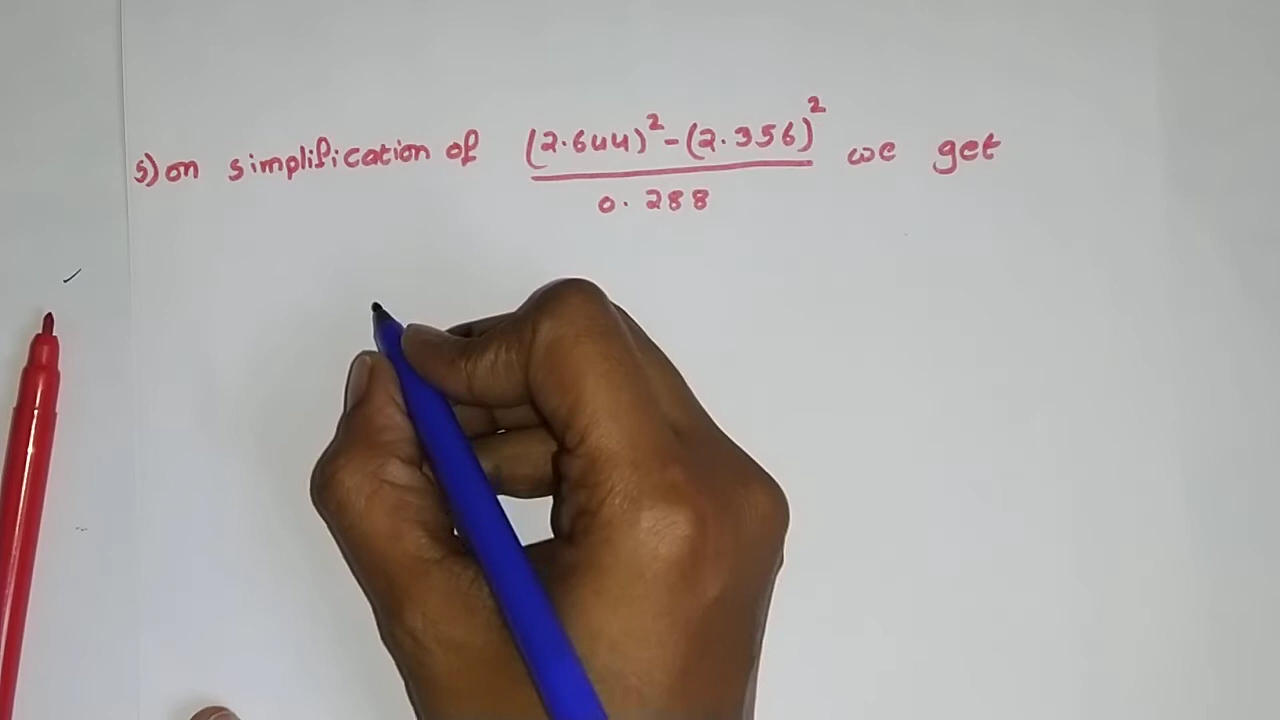 5) on simplification of (2.644)² - (2.356)² / 0.288 we get